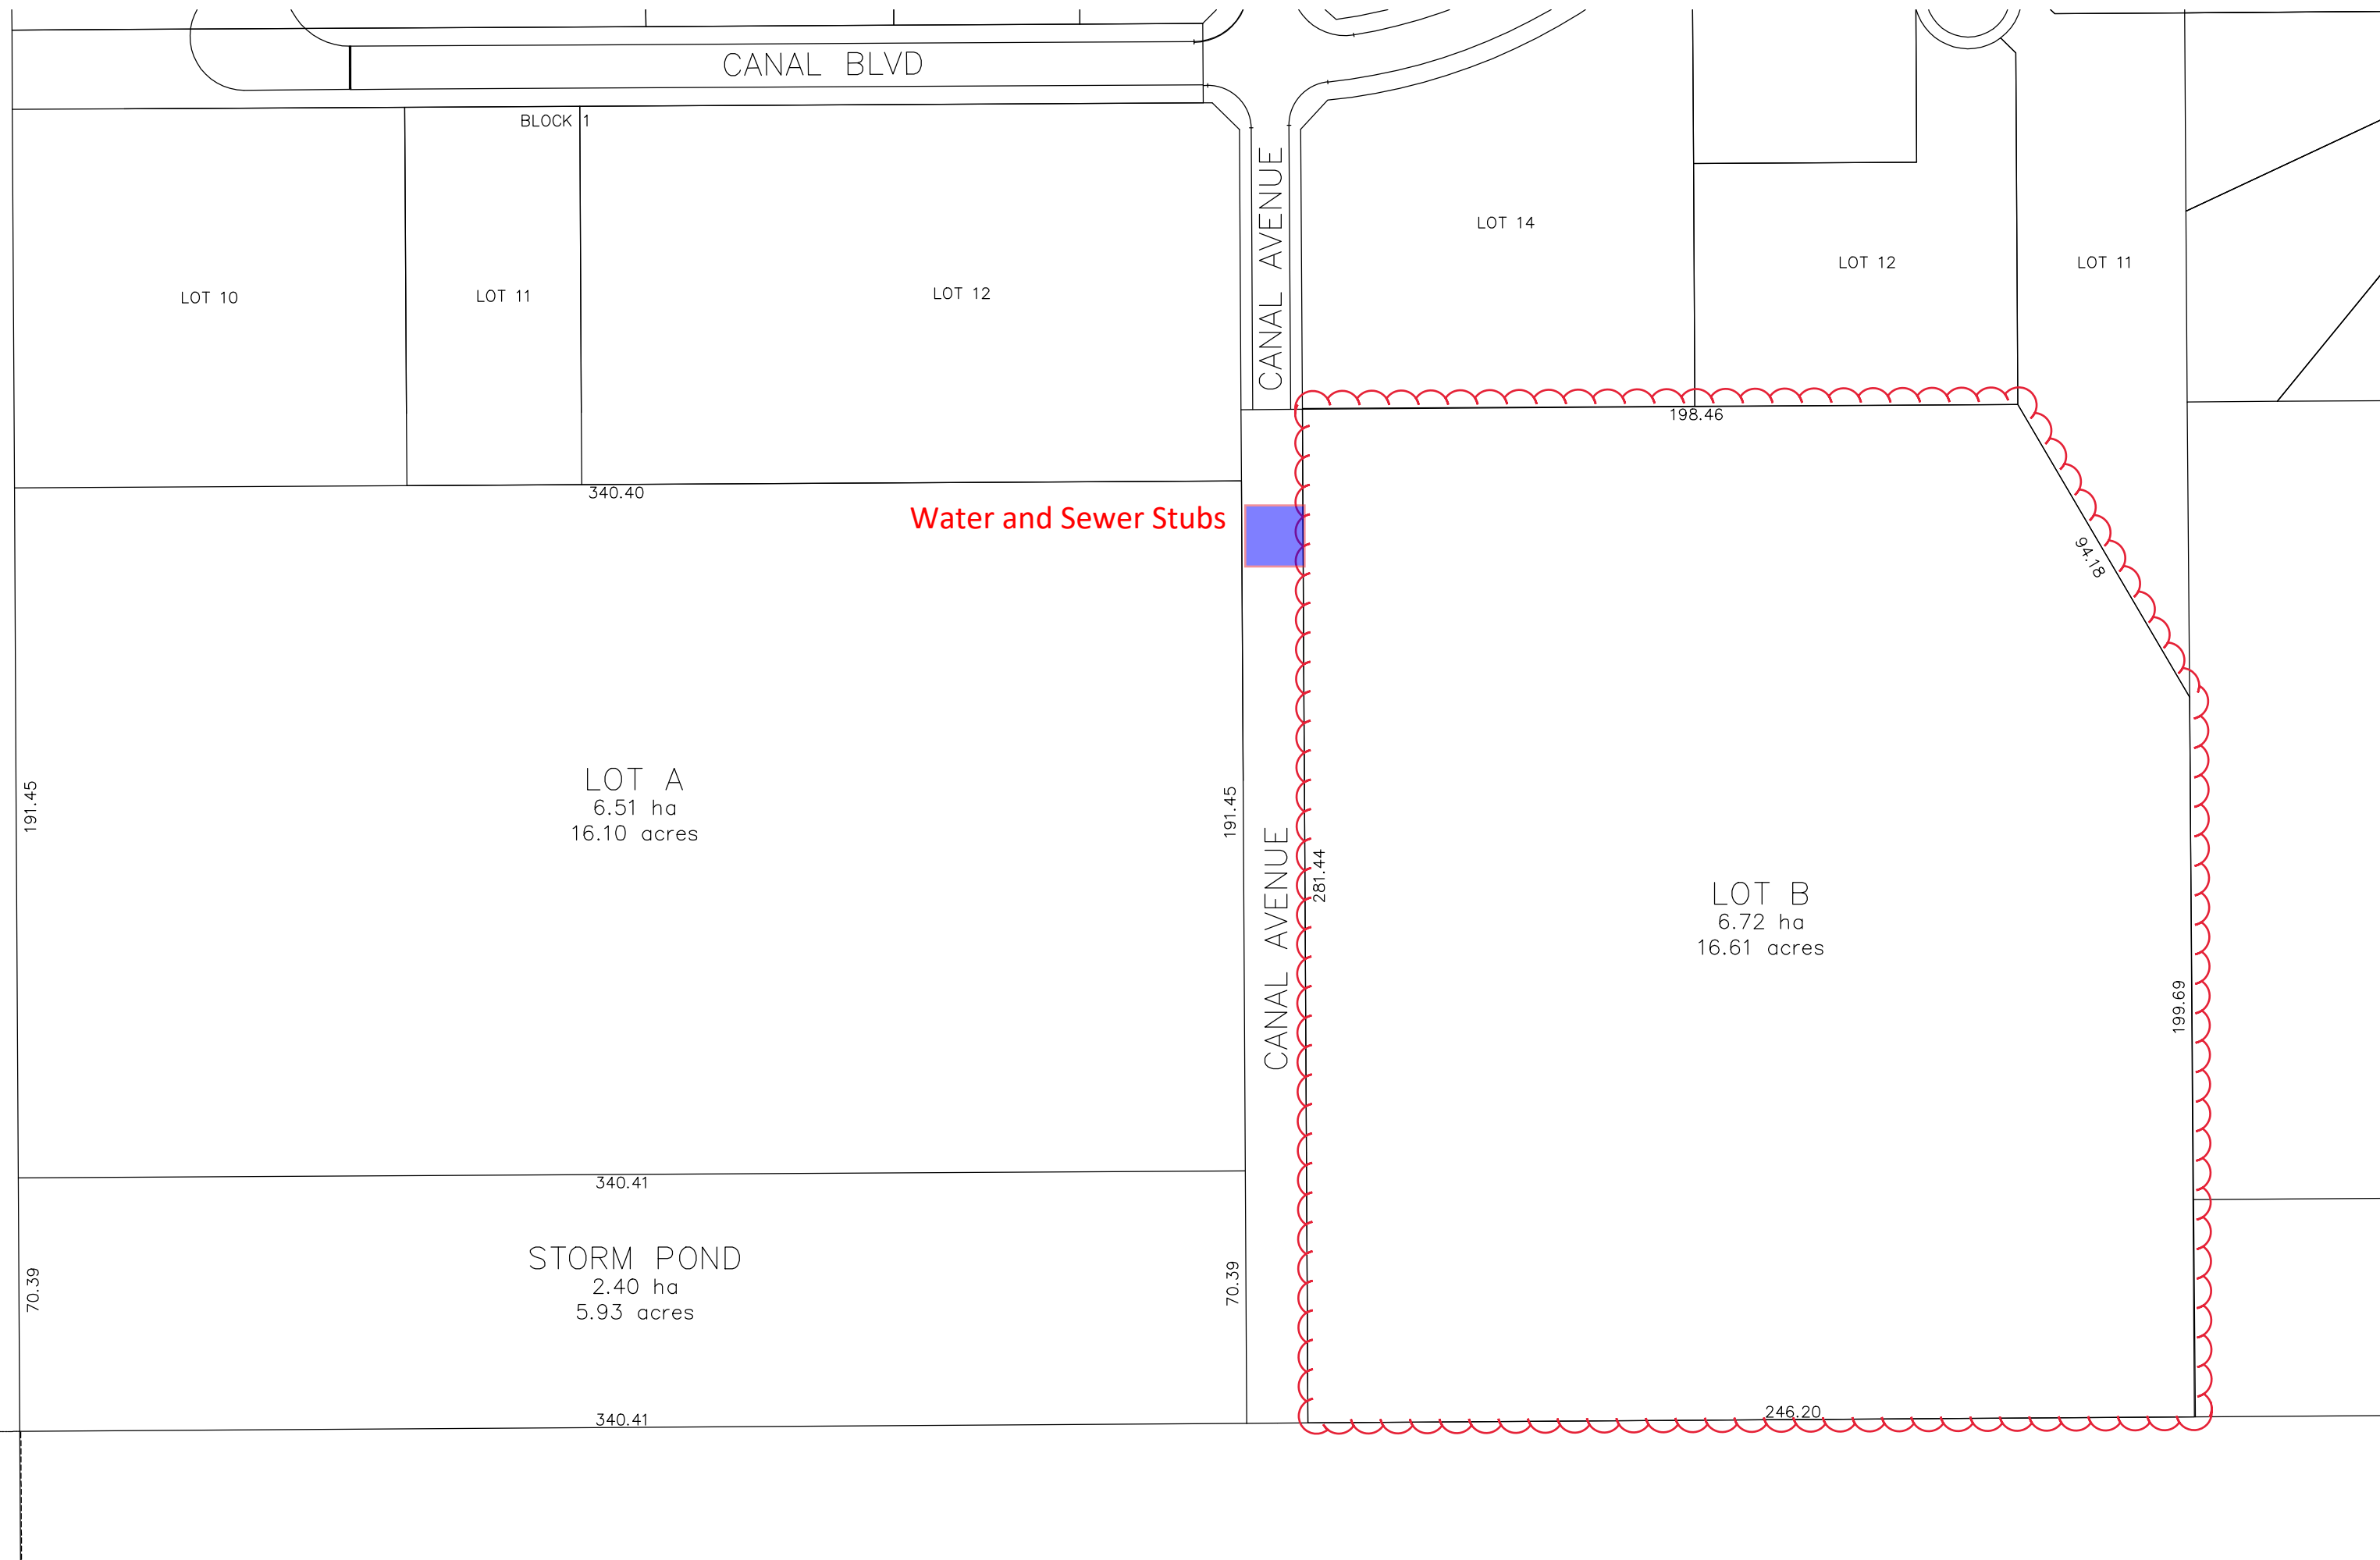 CANAL BLVD
BLOCK 1
CANAL AVENUE
LOT 14
LOT 12
LOT 11
LOT 10
LOT 11
LOT 12
198.46
340.40
Water and Sewer Stubs
94.18
LOT A
6.51 ha
16.10 acres
191.45
191.45
281.44
CANAL AVENUE
LOT B
6.72 ha
16.61 acres
199.69
340.41
STORM POND
2.40 ha
5.93 acres
70.39
70.39
340.41
246.20